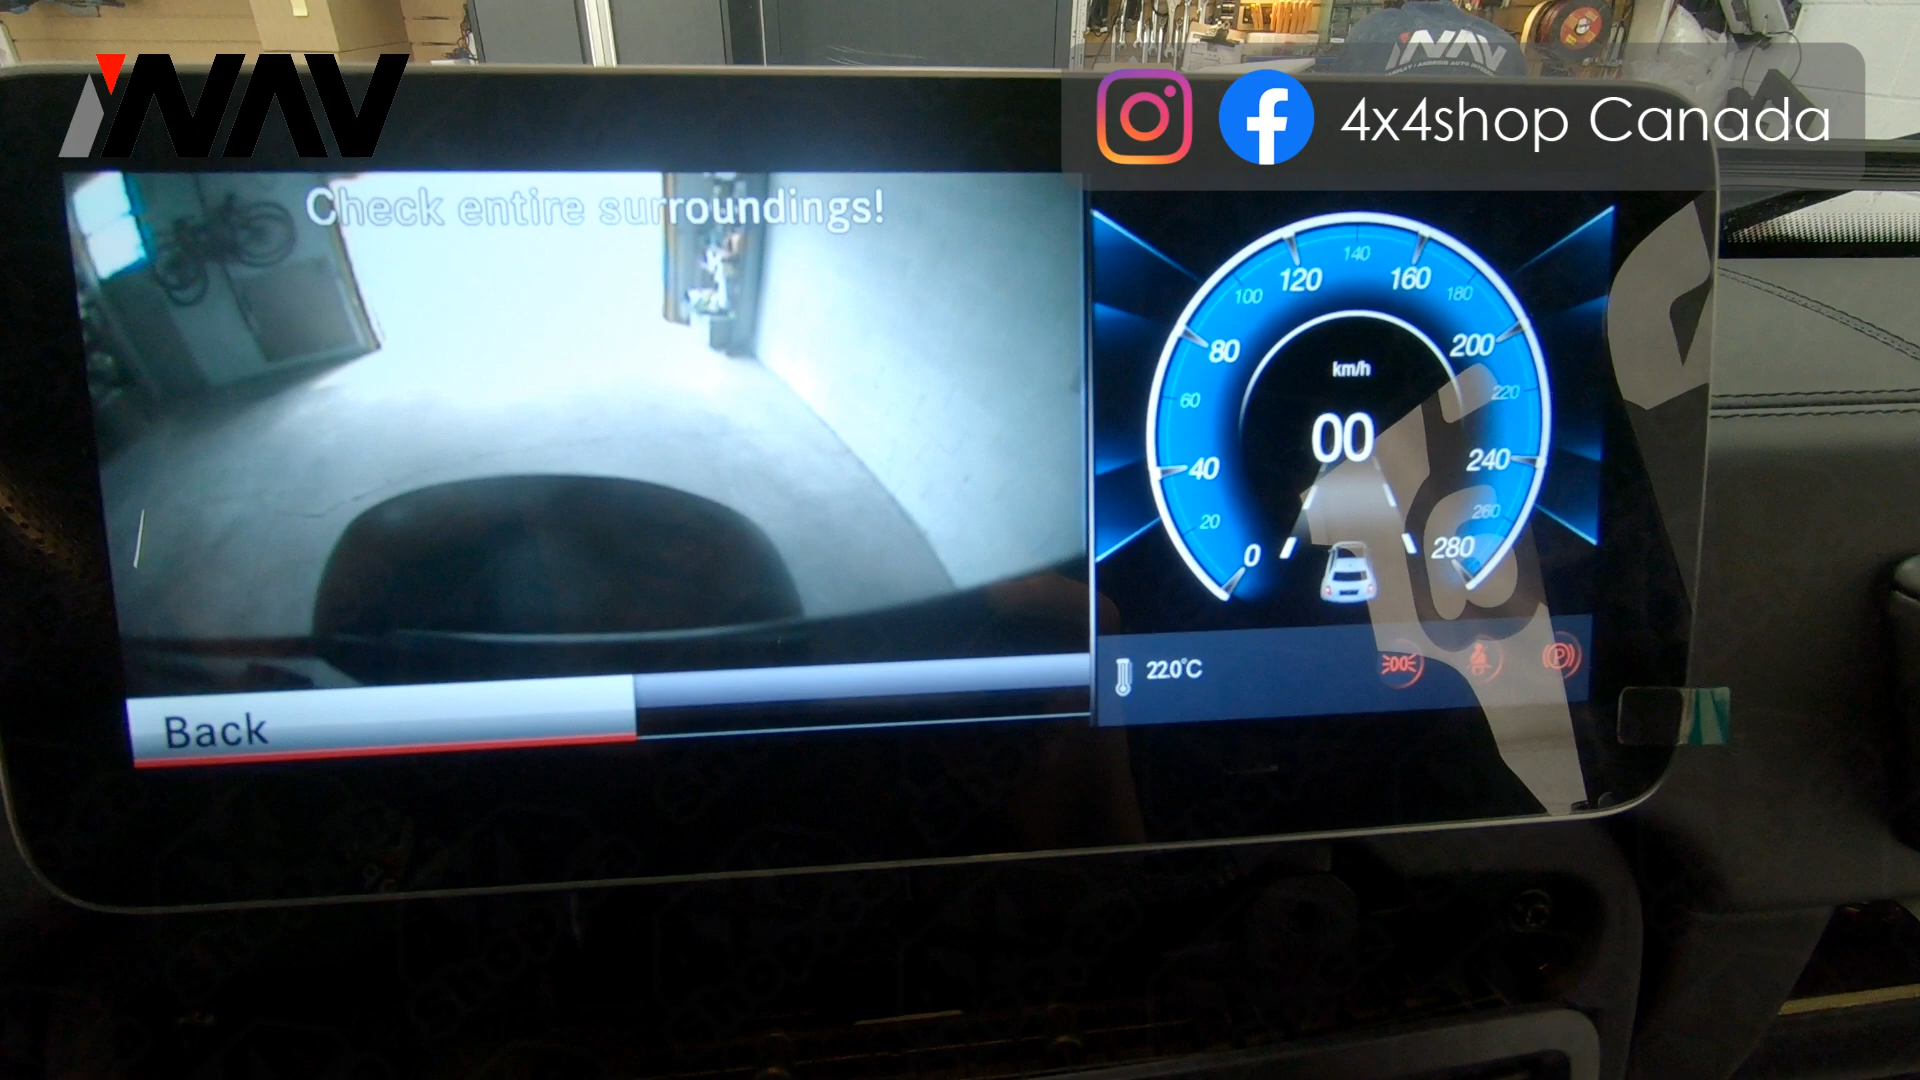 iNAV
iNAV
4x4shop Canada
Check entire surroundings!
140
120
160
100
180
80
200
km/h
60
220
00
40
240
20
260
0
280
22.0°C
P
Back